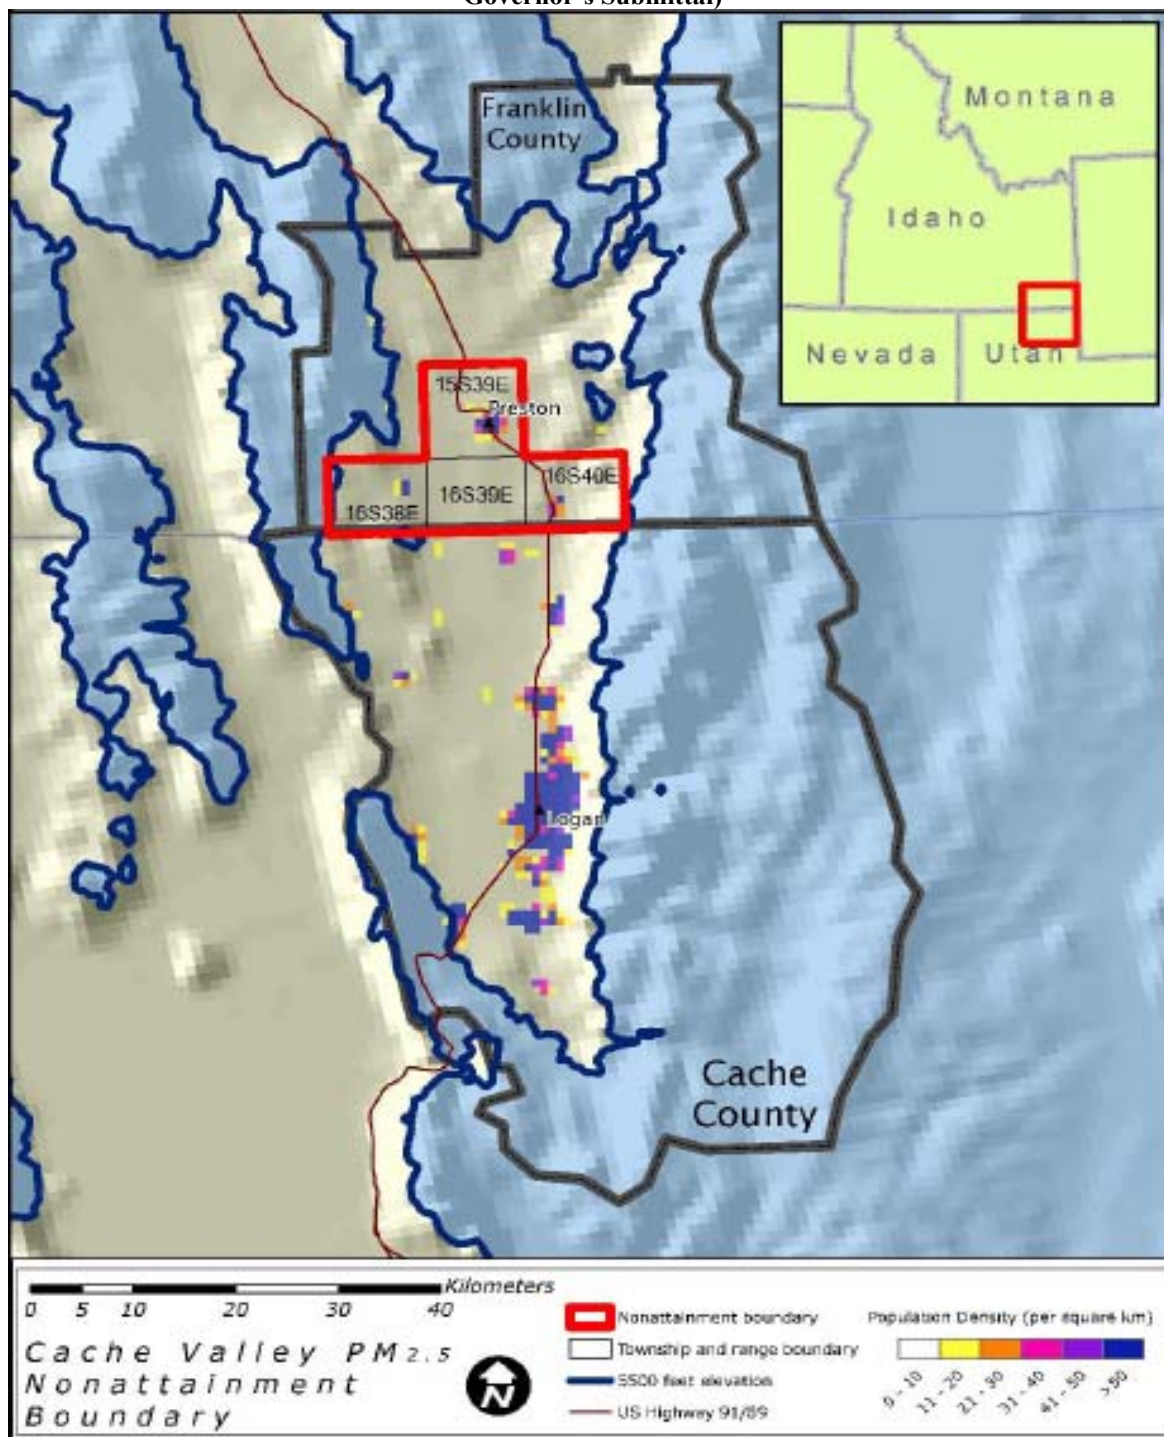 Governor's Submittal)
Franklin
County
Montana
Idaho
Nevada
Utah
15S39E
Preston
16S40E
16S39E
16S38E
Logan
Cache
County
Kilometers
0 5 10 20 30 40
Cache Valley PM2.5
Nonattainment
Boundary
N
Nonattainment boundary
Township and range boundary
5500 feet elevation
US Highway 91/89
Population Density (per square km)
0 - 10
11 - 20
21 - 30
31 - 40
41 - 50
>50